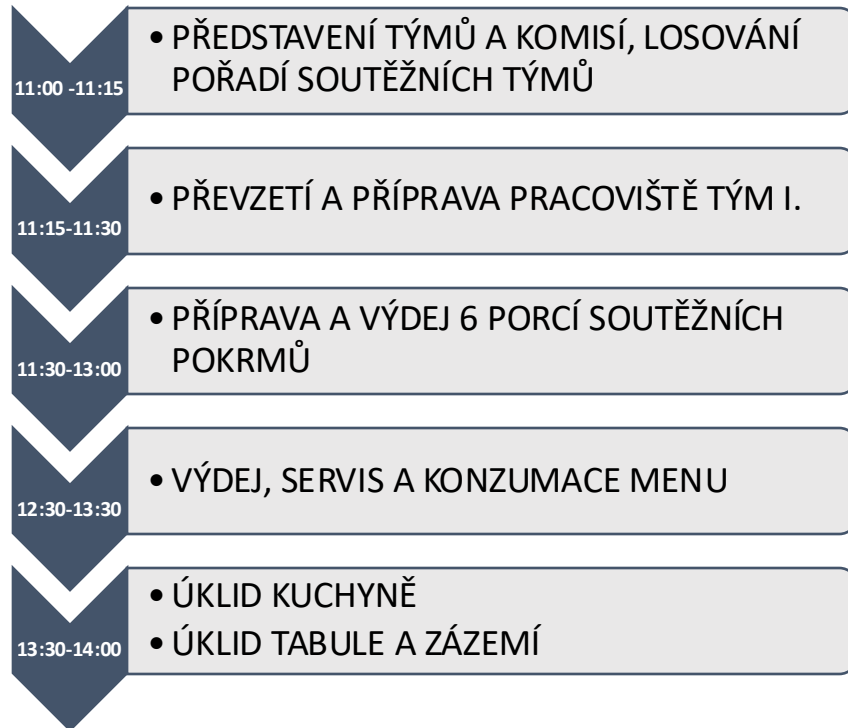 11:00 -11:15
• PŘEDSTAVENÍ TÝMŮ A KOMISÍ, LOSOVÁNÍ
POŘADÍ SOUTĚŽNÍCH TÝMŮ
11:15-11:30
• PŘEVZETÍ A PŘÍPRAVA PRACOVIŠTĚ TÝM I.
11:30-13:00
• PŘÍPRAVA A VÝDEJ 6 PORCÍ SOUTĚŽNÍCH
POKRMŮ
12:30-13:30
• VÝDEJ, SERVIS A KONZUMACE MENU
13:30-14:00
• ÚKLID KUCHYNĚ
• ÚKLID TABULE A ZÁZEMÍ